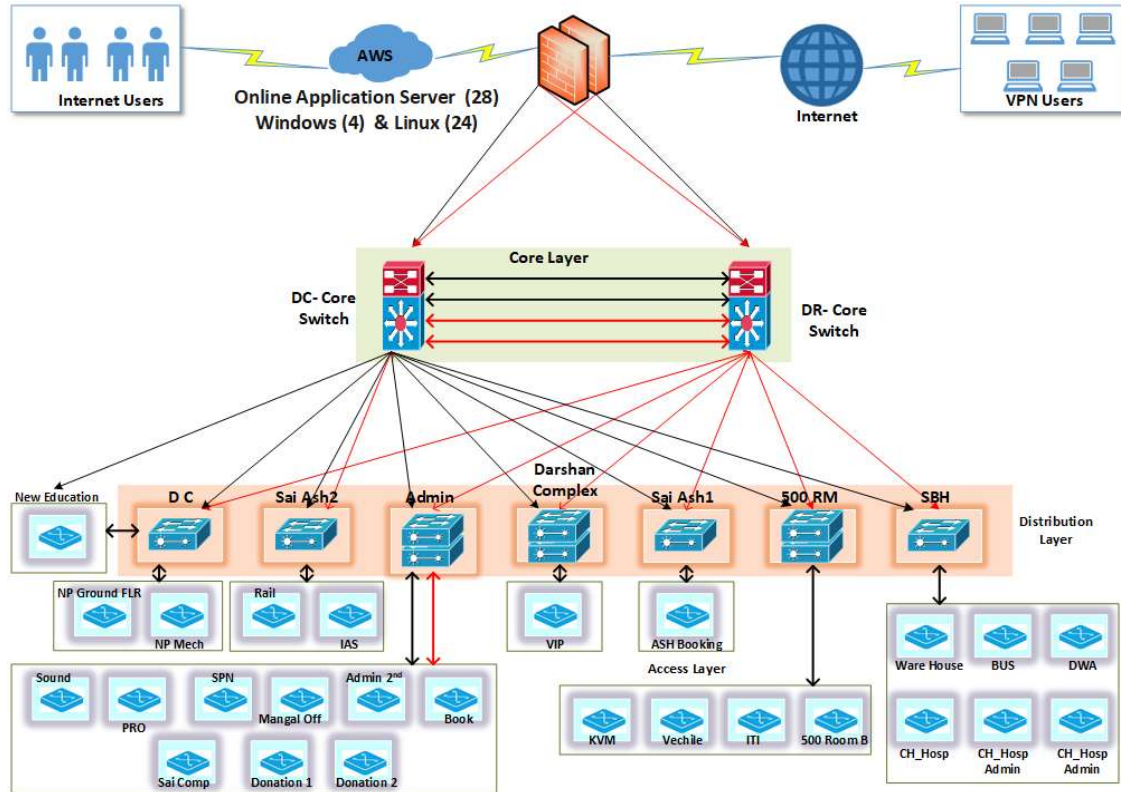 AWS
Internet Users
Online Application Server (28)
Windows (4) & Linux (24)
Internet
VPN Users
Core Layer
DC- Core
Switch
DR- Core
Switch
New Education
D C
Sai Ash2
Admin
Darshan
Complex
Sai Ash1
500 RM
SBH
Distribution
Layer
NP Ground FLR
NP Mech
Rail
IAS
VIP
ASH Booking
Access Layer
Ware House
BUS
DWA
Sound
PRO
SPN
Mangal Off
Admin 2nd
Book
KVM
Vechile
ITI
500 Room B
Sai Comp
Donation 1
Donation 2
CH_Hosp
CH_Hosp
Admin
CH_Hosp
Admin